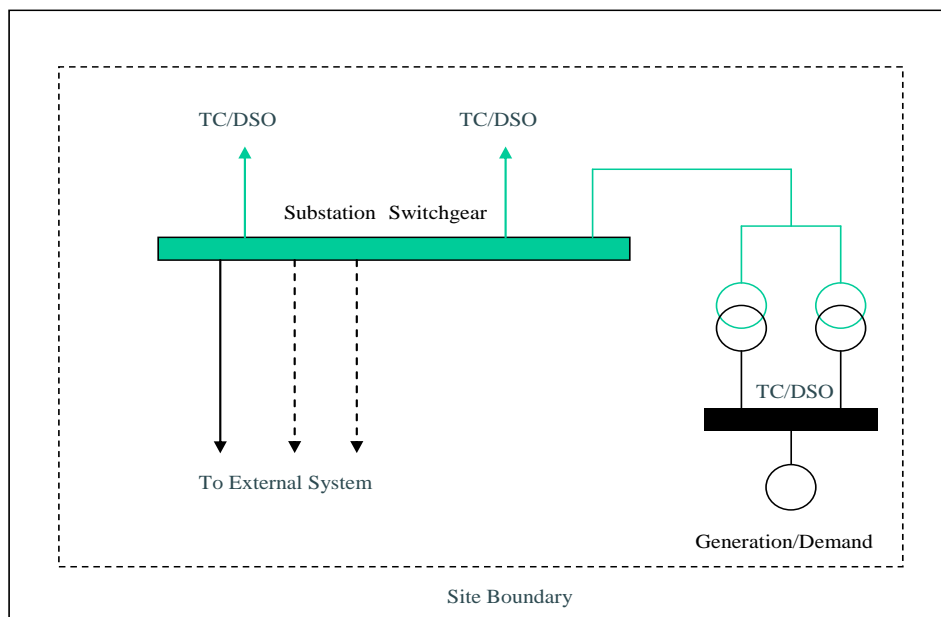 TC/DSO
TC/DSO
Substation Switchgear
TC/DSO
To External System
Generation/Demand
Site Boundary